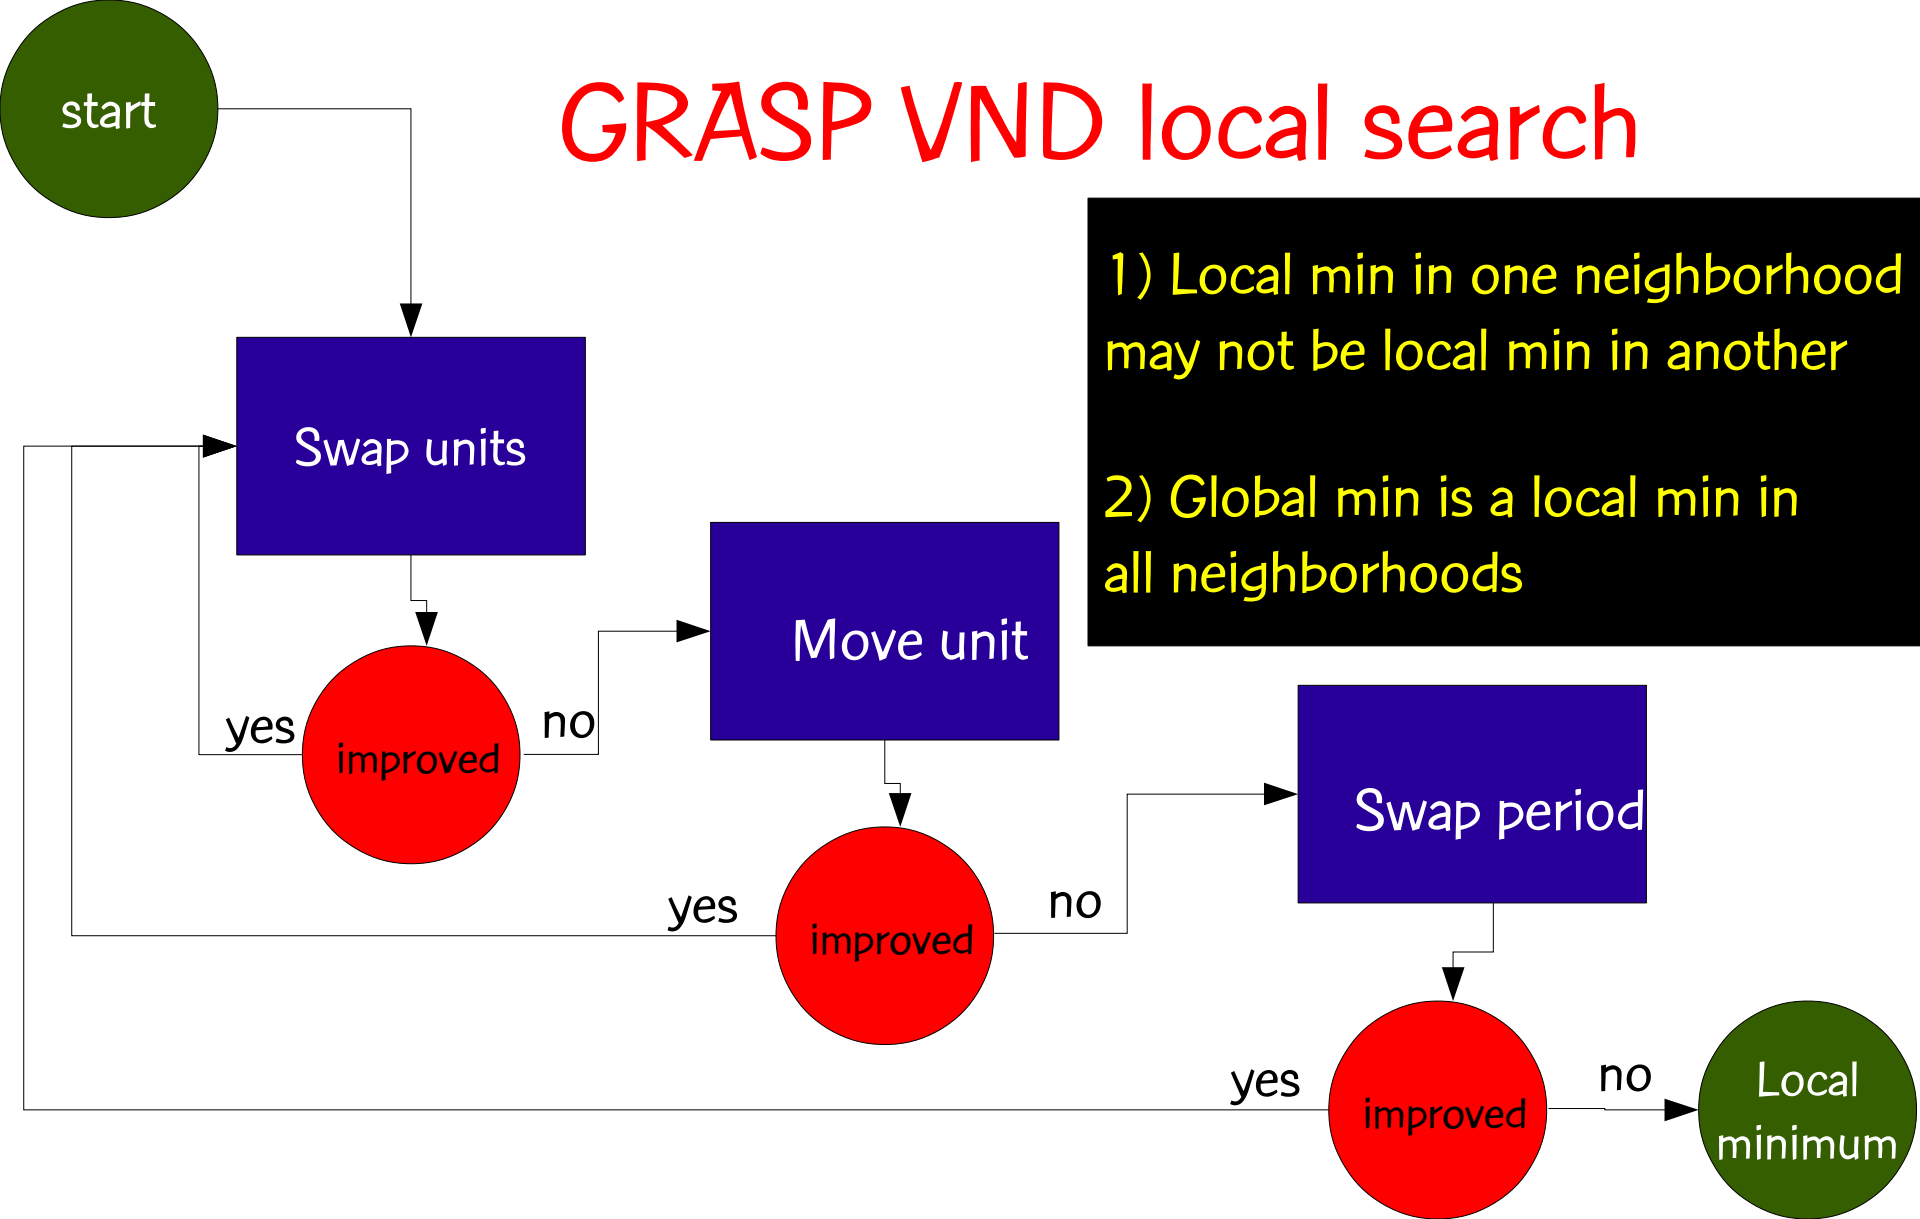 GRASP VND local search
start
1) Local min in one neighborhood
may not be local min in another
2) Global min is a local min in
all neighborhoods
Swap units
Move unit
yes
improved
no
Swap period
yes
improved
no
yes
improved
no
Local
minimum